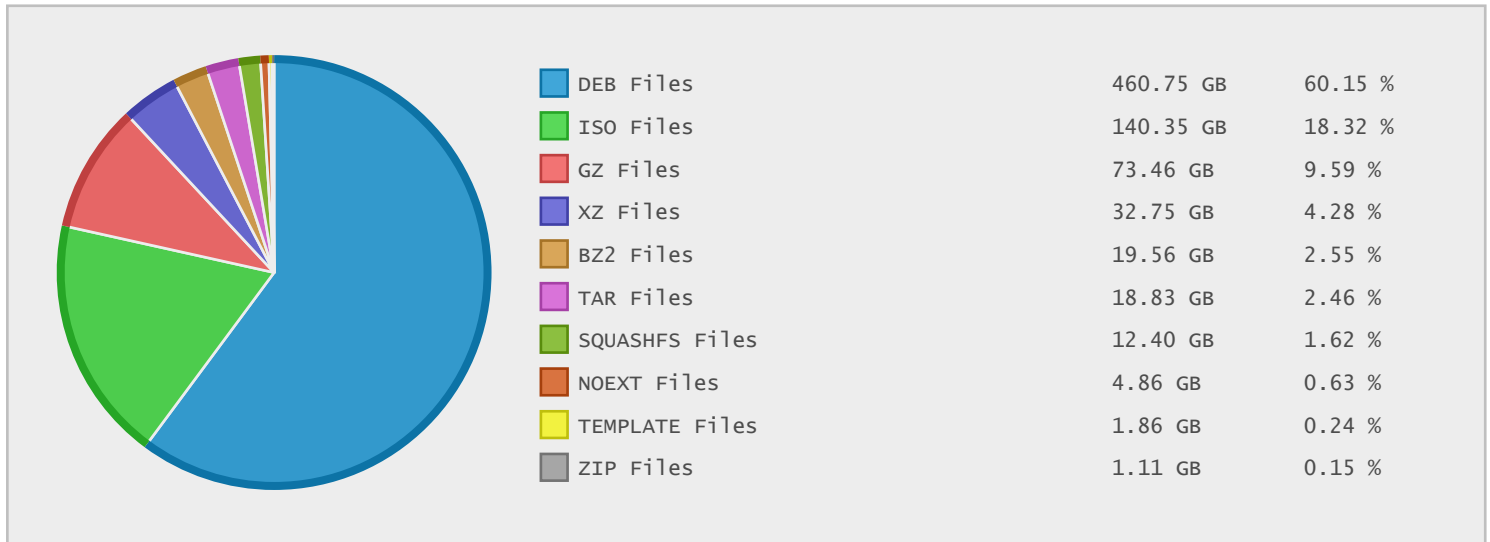 DEB Files 460.75 GB 60.15 %
ISO Files 140.35 GB 18.32 %
GZ Files 73.46 GB 9.59 %
XZ Files 32.75 GB 4.28 %
BZ2 Files 19.56 GB 2.55 %
TAR Files 18.83 GB 2.46 %
SQUASHFS Files 12.40 GB 1.62 %
NOEXT Files 4.86 GB 0.63 %
TEMPLATE Files 1.86 GB 0.24 %
ZIP Files 1.11 GB 0.15 %